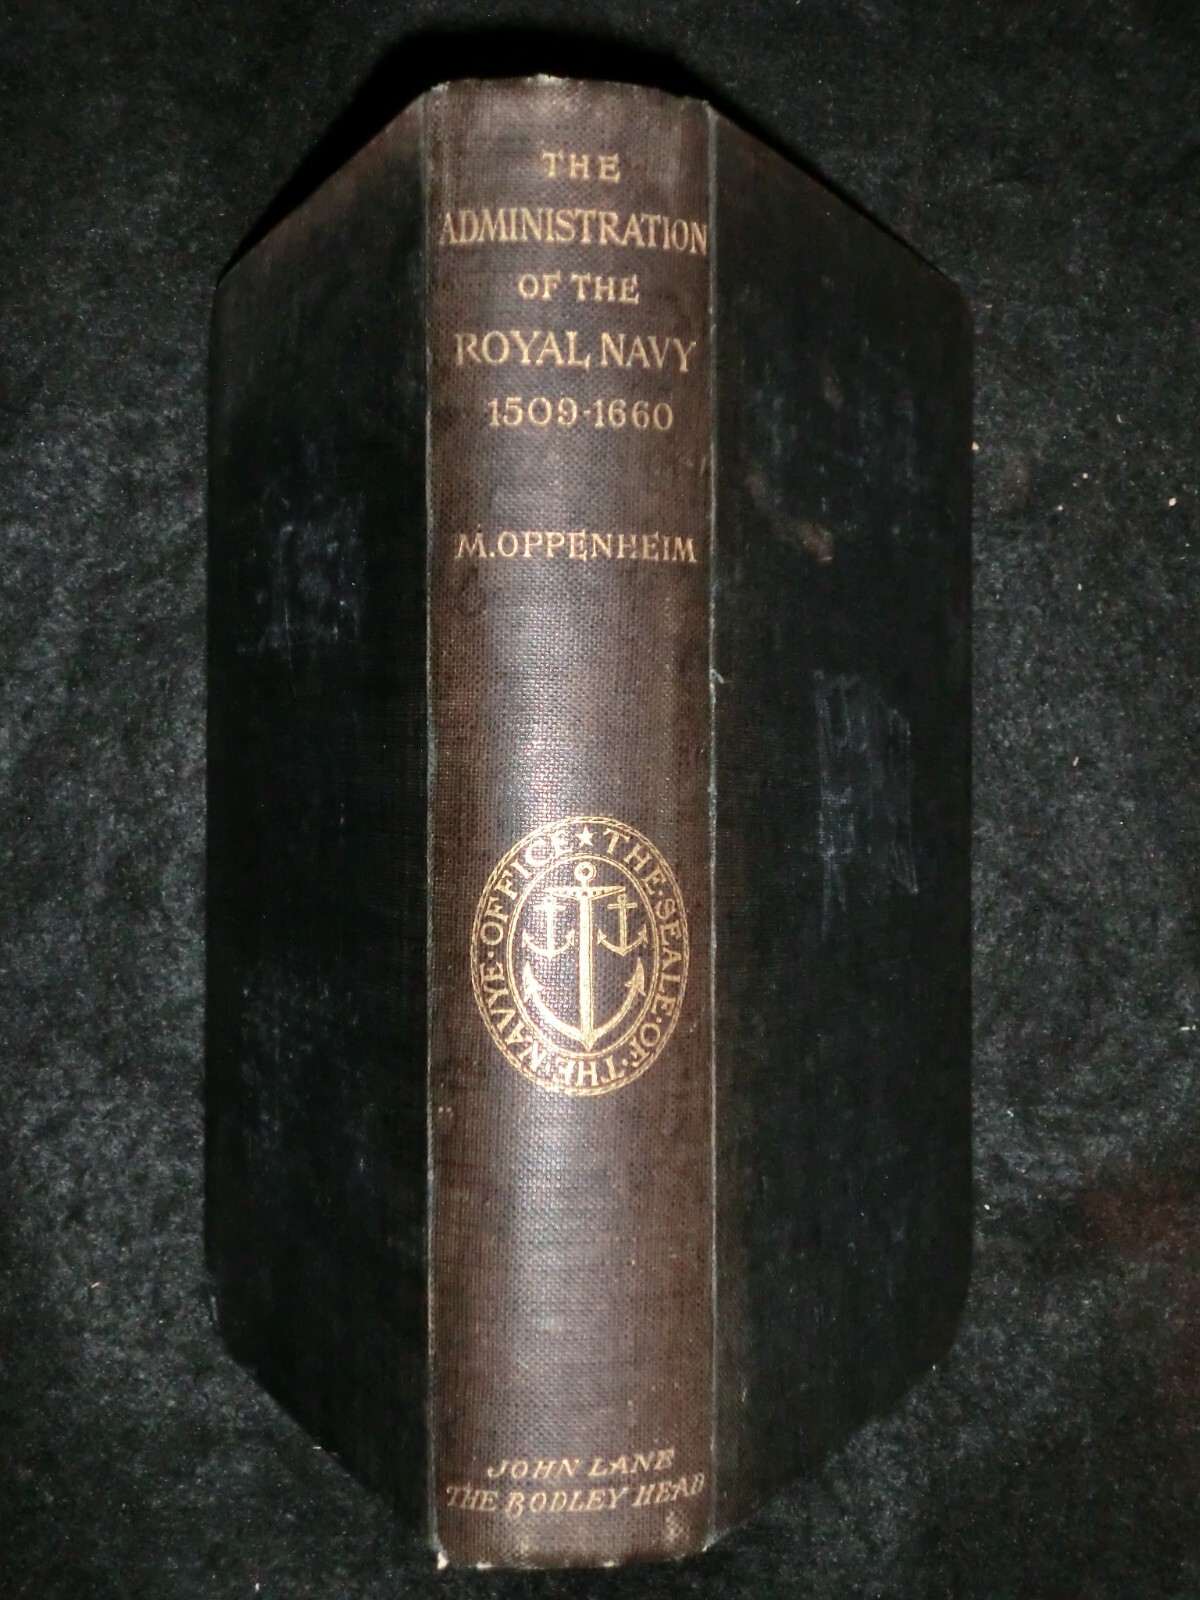 THE
ADMINISTRATION
OF THE
ROYAL NAVY
1509-1660
M. OPPENHEIM
THE·SEALE·OF·THE·NAVYE·OFFICE
JOHN LANE
THE BODLEY HEAD